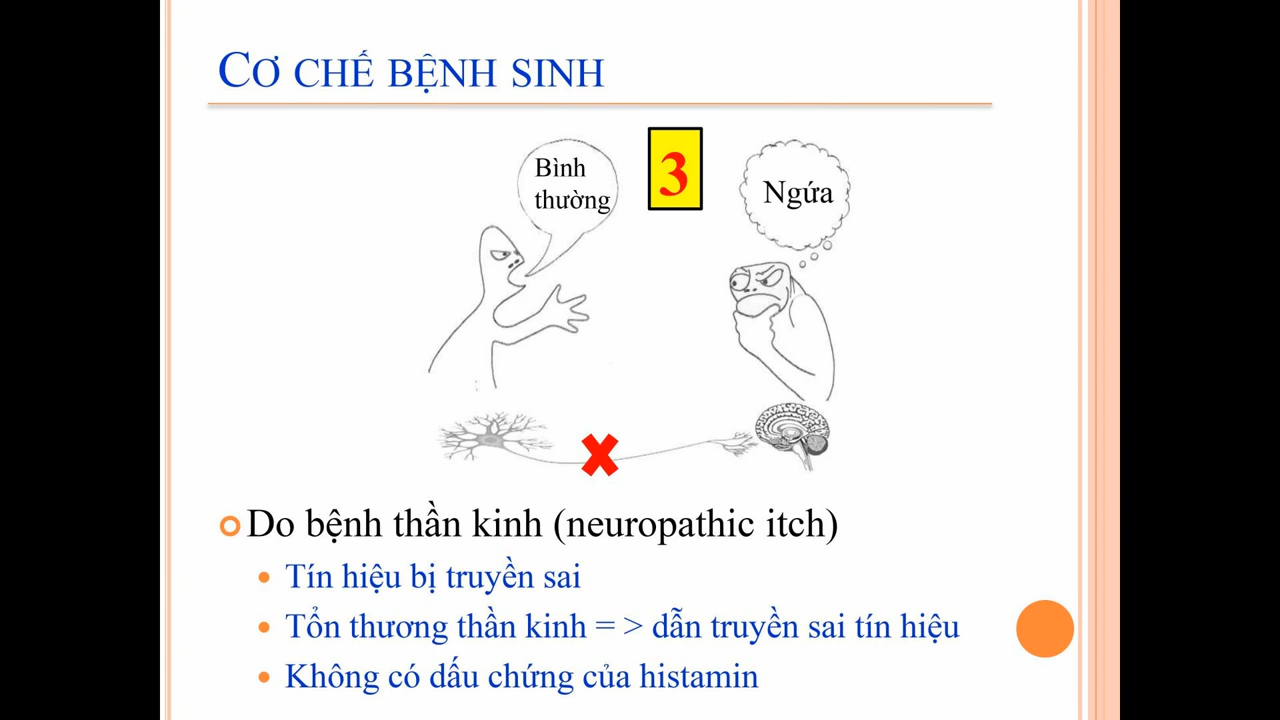 CƠ CHẾ BỆNH SINH
Bình
thường
3
Ngứa
Do bệnh thần kinh (neuropathic itch)
Tín hiệu bị truyền sai
Tổn thương thần kinh = > dẫn truyền sai tín hiệu
Không có dấu chứng của histamin